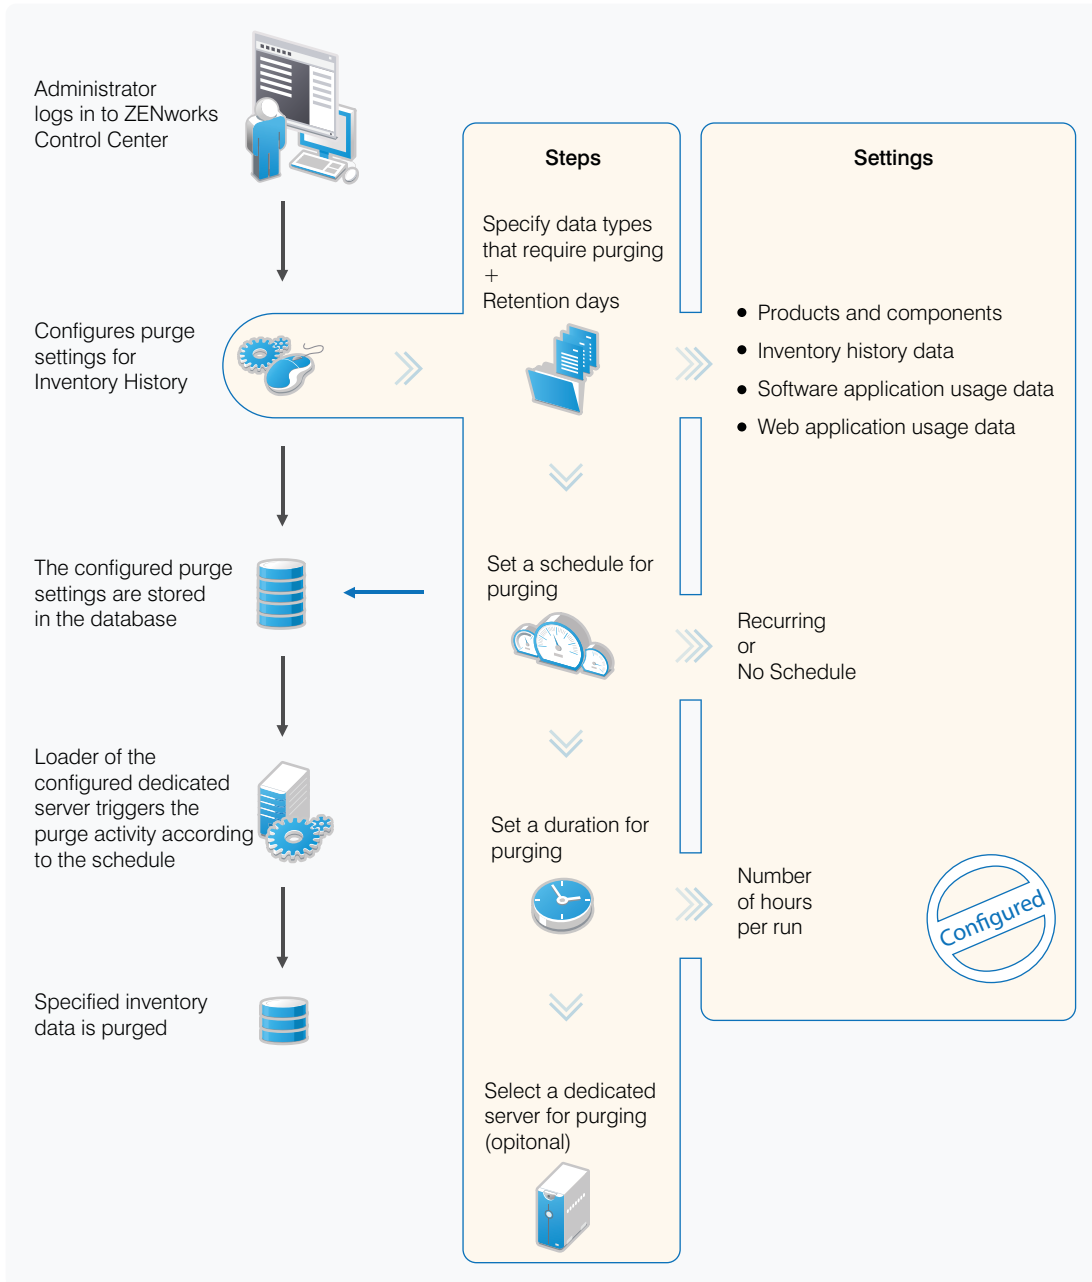 Administrator
logs in to ZENworks
Control Center
Configures purge
settings for
Inventory History
The configured purge
settings are stored
in the database
Loader of the
configured dedicated
server triggers the
purge activity according
to the schedule
Specified inventory
data is purged
Steps
Specify data types
that require purging
+
Retention days
Set a schedule for
purging
Set a duration for
purging
Select a dedicated
server for purging
(opitonal)
Settings
• Products and components
• Inventory history data
• Software application usage data
• Web application usage data
Recurring
or
No Schedule
Number
of hours
per run
Configured